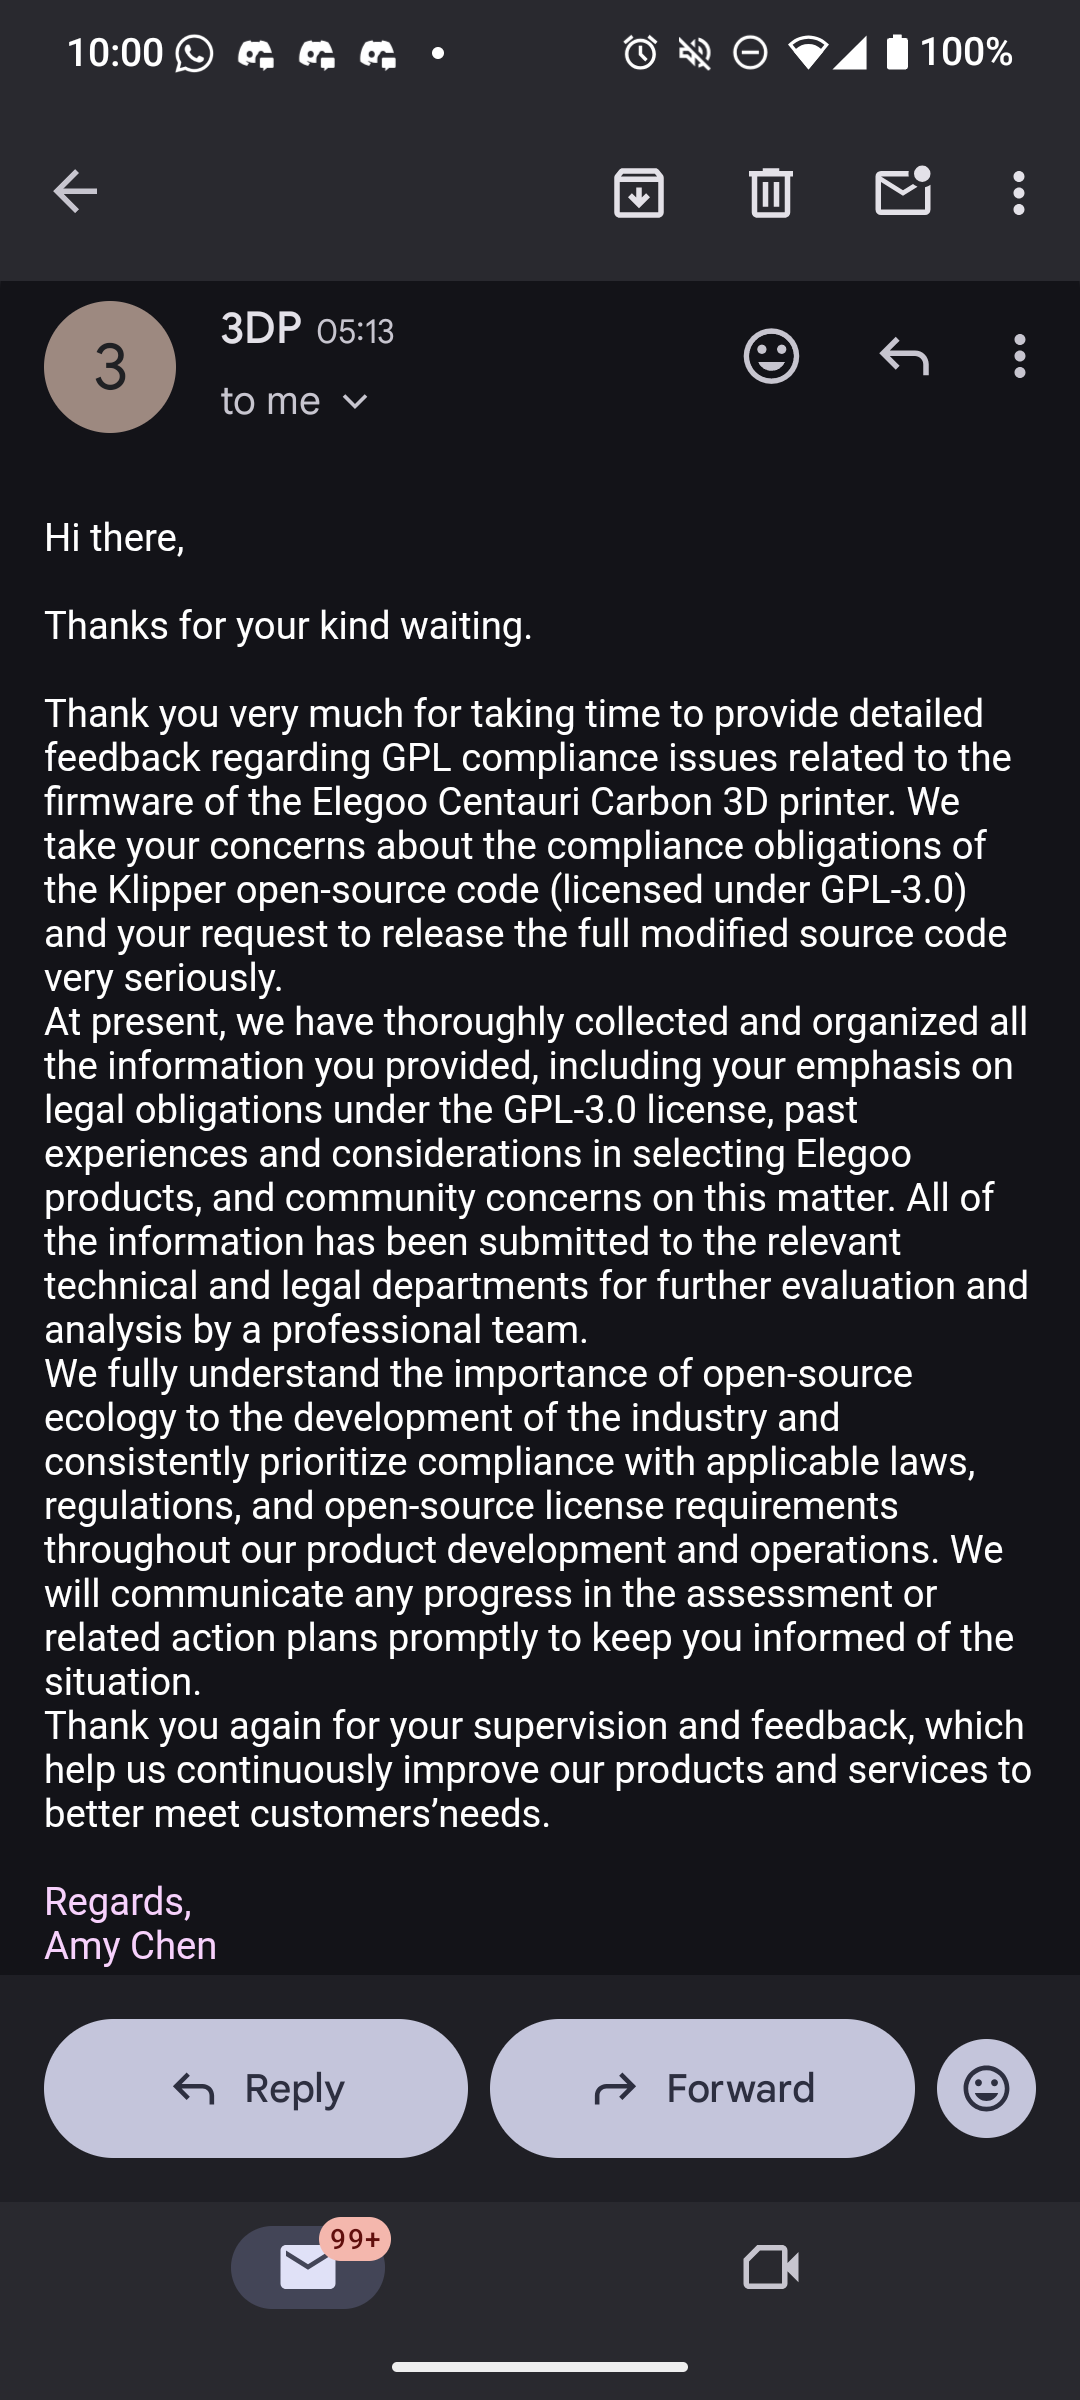 10:00
100%
3DP 05:13
3
to me
Hi there,
Thanks for your kind waiting.
Thank you very much for taking time to provide detailed
feedback regarding GPL compliance issues related to the
firmware of the Elegoo Centauri Carbon 3D printer. We
take your concerns about the compliance obligations of
the Klipper open-source code (licensed under GPL-3.0)
and your request to release the full modified source code
very seriously.
At present, we have thoroughly collected and organized all
the information you provided, including your emphasis on
legal obligations under the GPL-3.0 license, past
experiences and considerations in selecting Elegoo
products, and community concerns on this matter. All of
the information has been submitted to the relevant
technical and legal departments for further evaluation and
analysis by a professional team.
We fully understand the importance of open-source
ecology to the development of the industry and
consistently prioritize compliance with applicable laws,
regulations, and open-source license requirements
throughout our product development and operations. We
will communicate any progress in the assessment or
related action plans promptly to keep you informed of the
situation.
Thank you again for your supervision and feedback, which
help us continuously improve our products and services to
better meet customers’needs.
Regards,
Amy Chen
Reply
Forward
99+